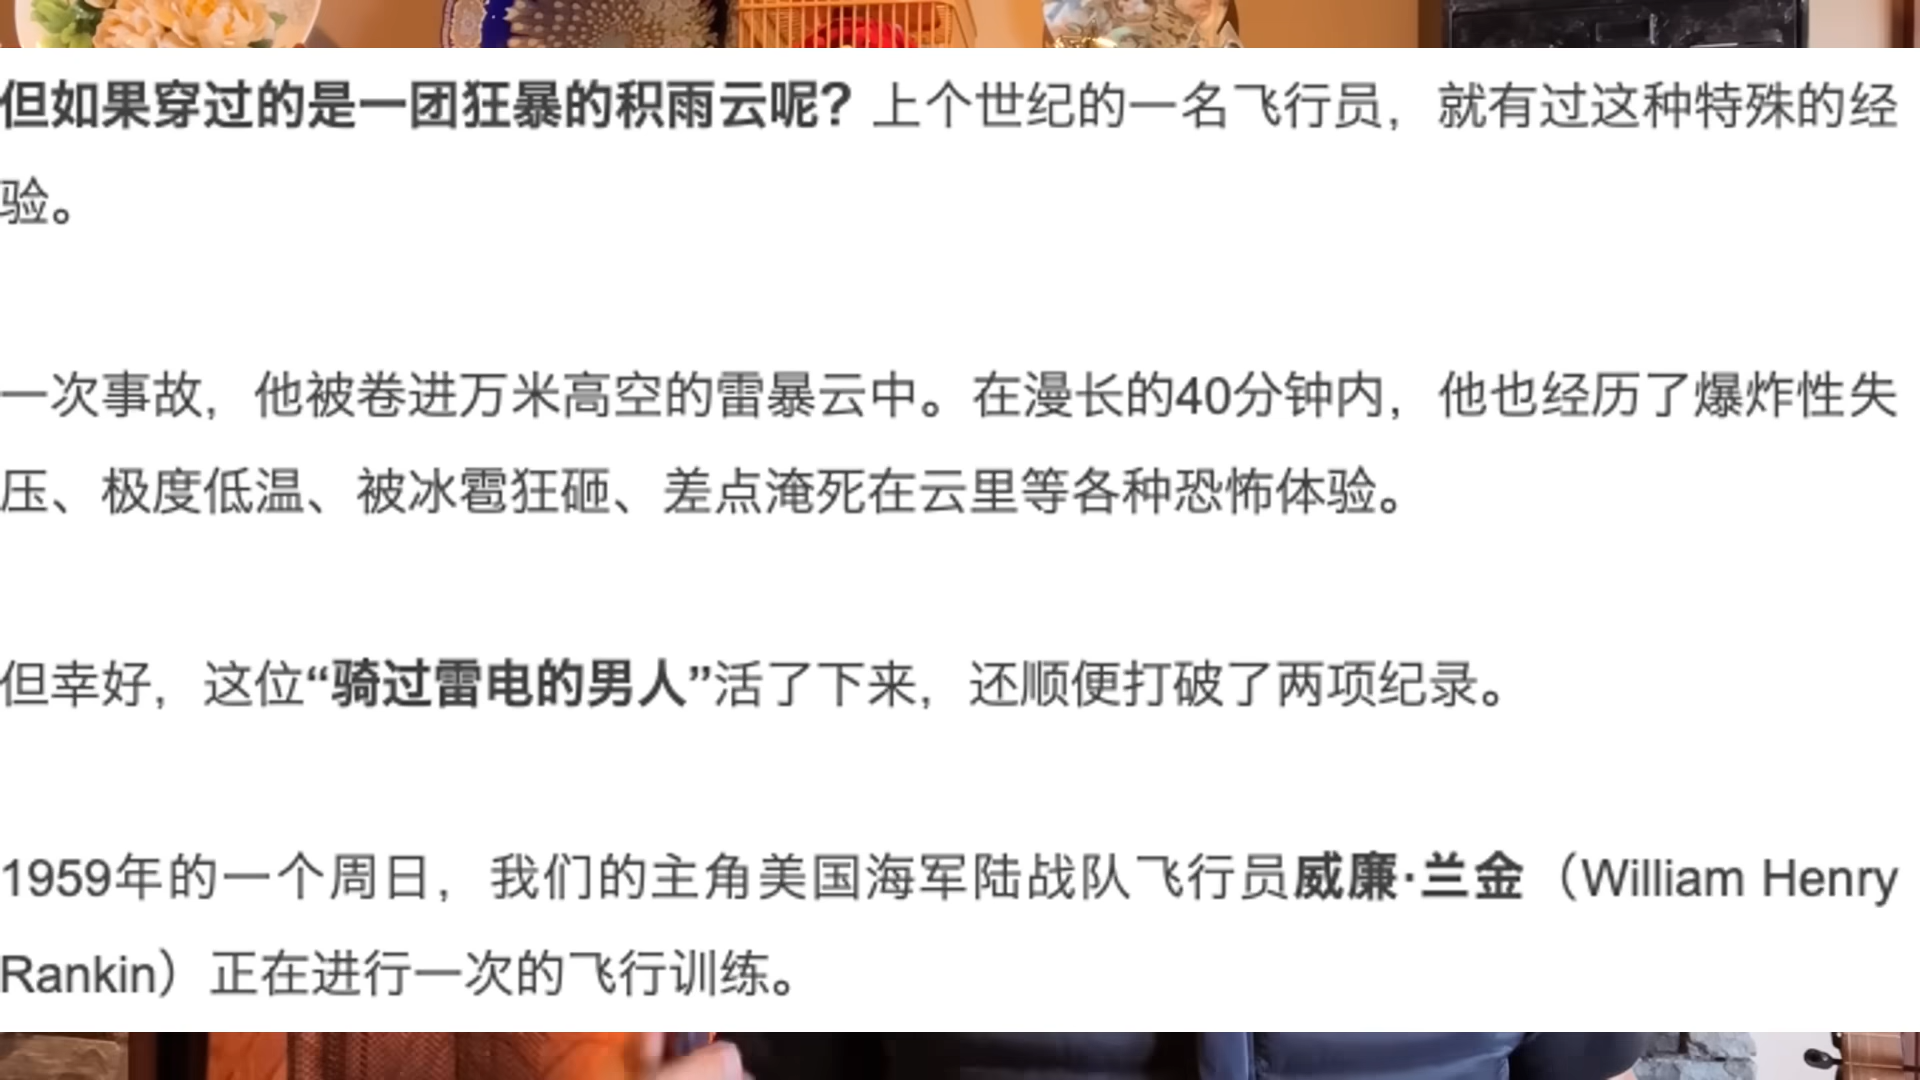 但如果穿过的是一团狂暴的积雨云呢？上个世纪的一名飞行员，就有过这种特殊的经
验。
一次事故，他被卷进万米高空的雷暴云中。在漫长的40分钟内，他也经历了爆炸性失
压、极度低温、被冰雹狂砸、差点淹死在云里等各种恐怖体验。
但幸好，这位“骑过雷电的男人”活了下来，还顺便打破了两项纪录。
1959年的一个周日，我们的主角美国海军陆战队飞行员威廉·兰金（William Henry
Rankin）正在进行一次的飞行训练。